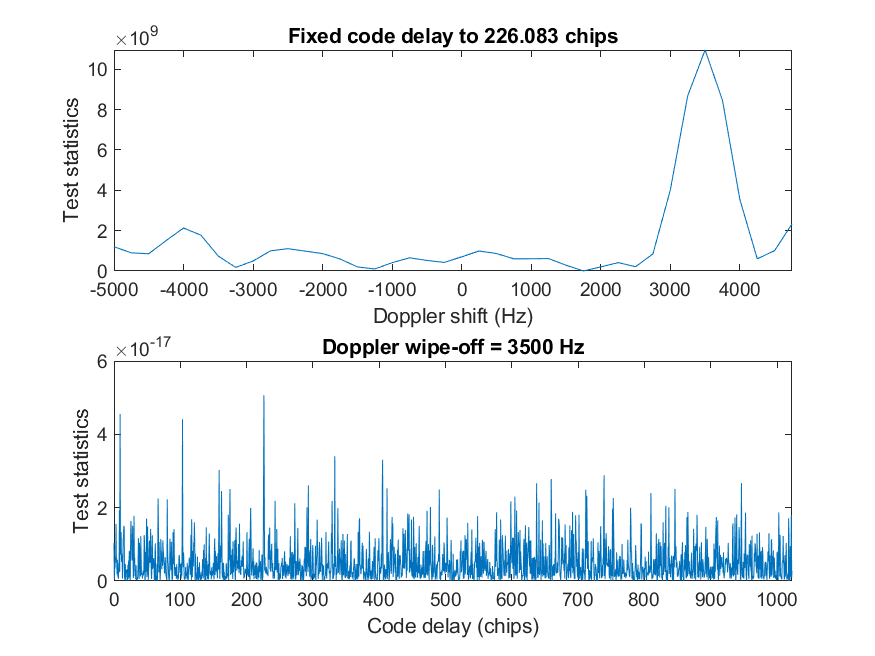 ×10^9
Fixed code delay to 226.083 chips
Test statistics
10
8
6
4
2
0
-5000 -4000 -3000 -2000 -1000 0 1000 2000 3000 4000
Doppler shift (Hz)
×10^-17
Doppler wipe-off = 3500 Hz
Test statistics
6
4
2
0
0 100 200 300 400 500 600 700 800 900 1000
Code delay (chips)